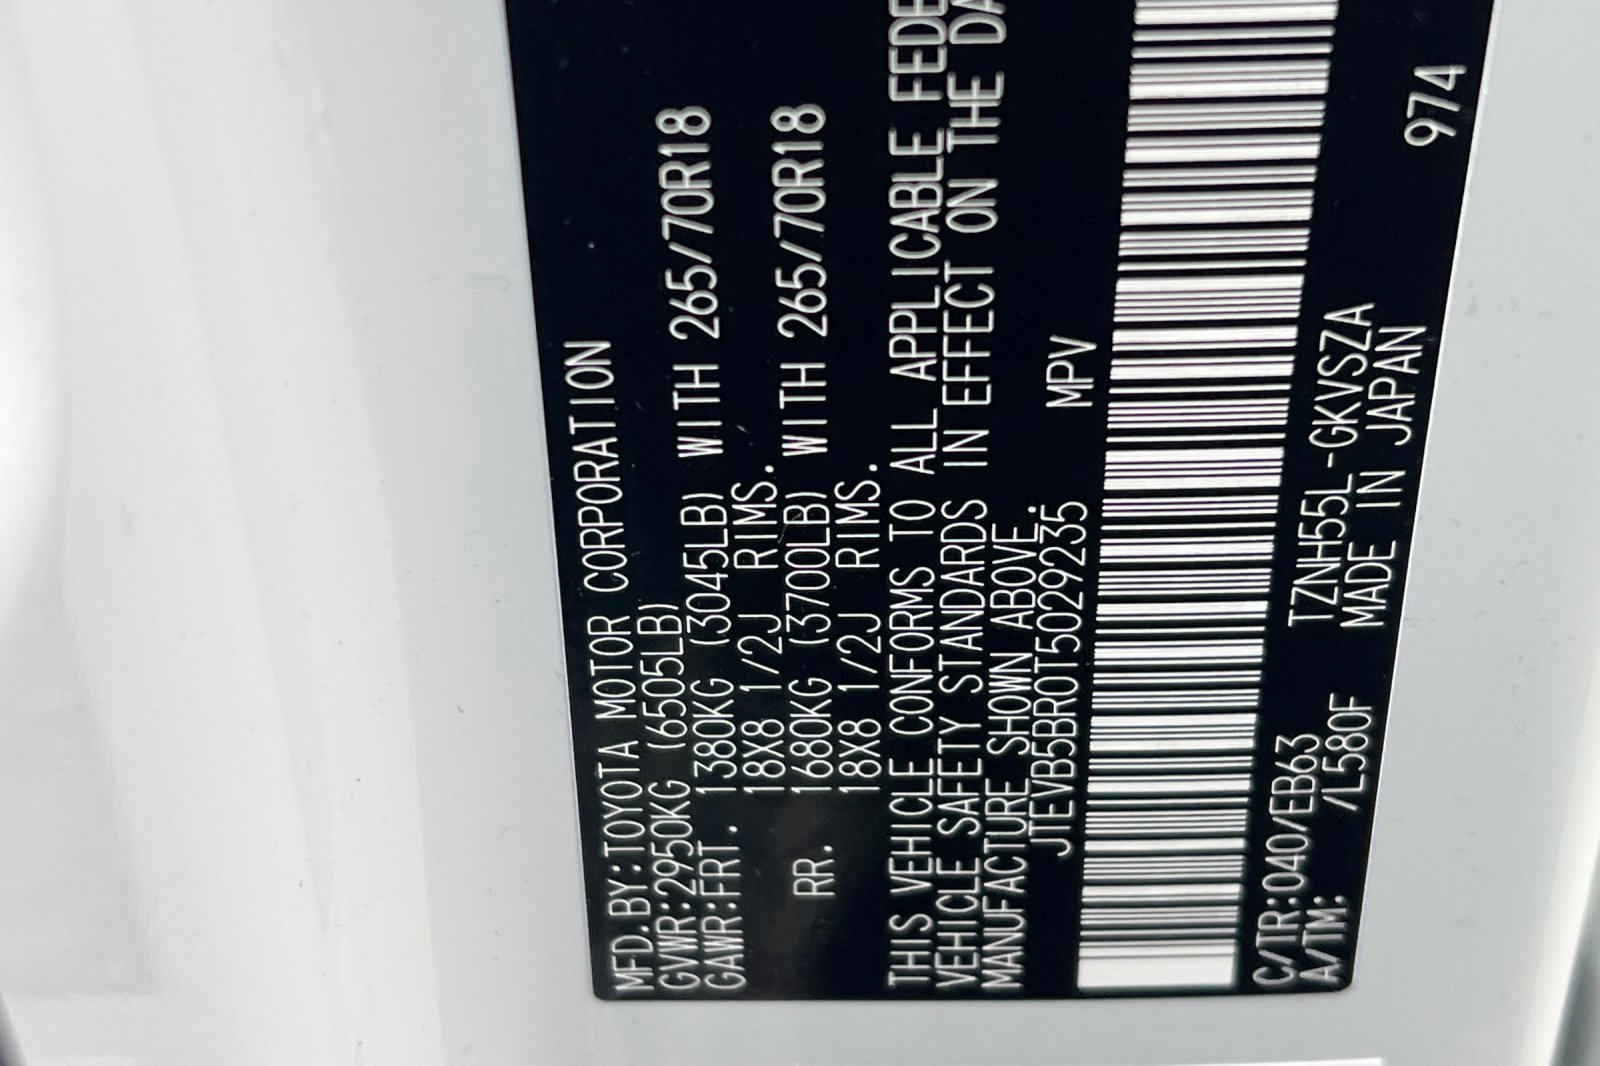 MFD.BY:TOYOTA MOTOR CORPORATION
GVWR:2950KG (6505LB)
GAWR:FRT. 1380KG (3045LB) WITH 265/70R18
18X8 1/2J RIMS.
RR. 1680KG (3700LB) WITH 265/70R18
18X8 1/2J RIMS.
THIS VEHICLE CONFORMS TO ALL APPLICABLE FEDE
VEHICLE SAFETY STANDARDS IN EFFECT ON THE DA
MANUFACTURE SHOWN ABOVE.
JTEVB5BR0T5029235 MPV
C/TR:040/EB63 TZNH55L-GKVSZA
A/TM: /L580F MADE IN JAPAN
974